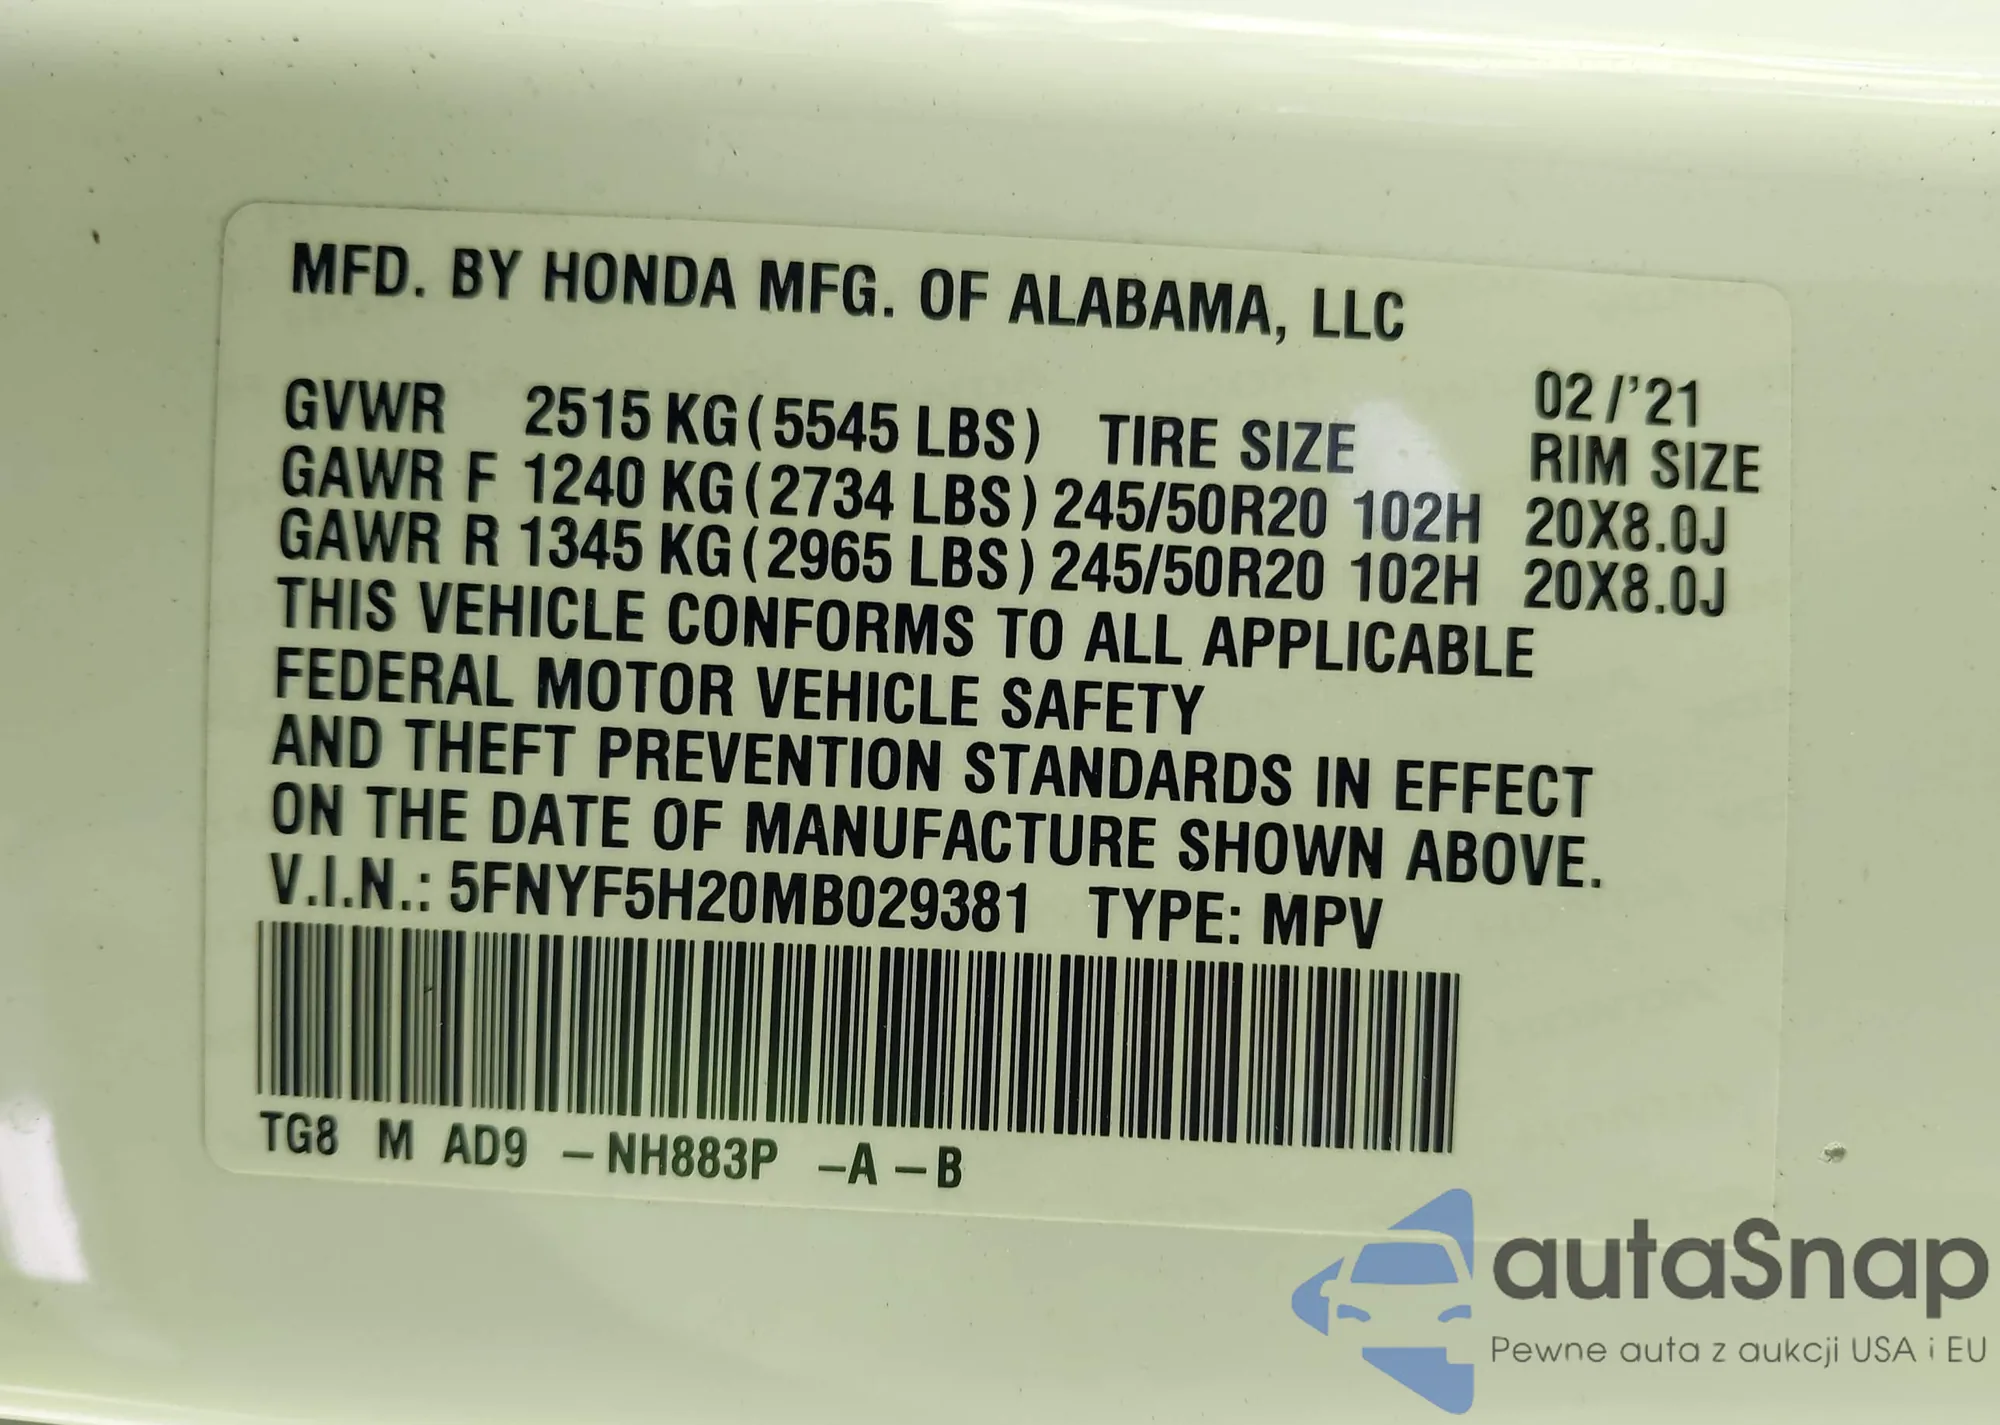 MFD. BY HONDA MFG. OF ALABAMA, LLC
02/'21
GVWR 2515 KG (5545 LBS) TIRE SIZE RIM SIZE
GAWR F 1240 KG (2734 LBS) 245/50R20 102H 20X8.0J
GAWR R 1345 KG (2965 LBS) 245/50R20 102H 20X8.0J
THIS VEHICLE CONFORMS TO ALL APPLICABLE
FEDERAL MOTOR VEHICLE SAFETY
AND THEFT PREVENTION STANDARDS IN EFFECT
ON THE DATE OF MANUFACTURE SHOWN ABOVE.
V.I.N.: 5FNYF5H20MB029381 TYPE: MPV
TG8 M AD9 -NH883P -A -B
autaSnap
Pewne auta z aukcji USA i EU